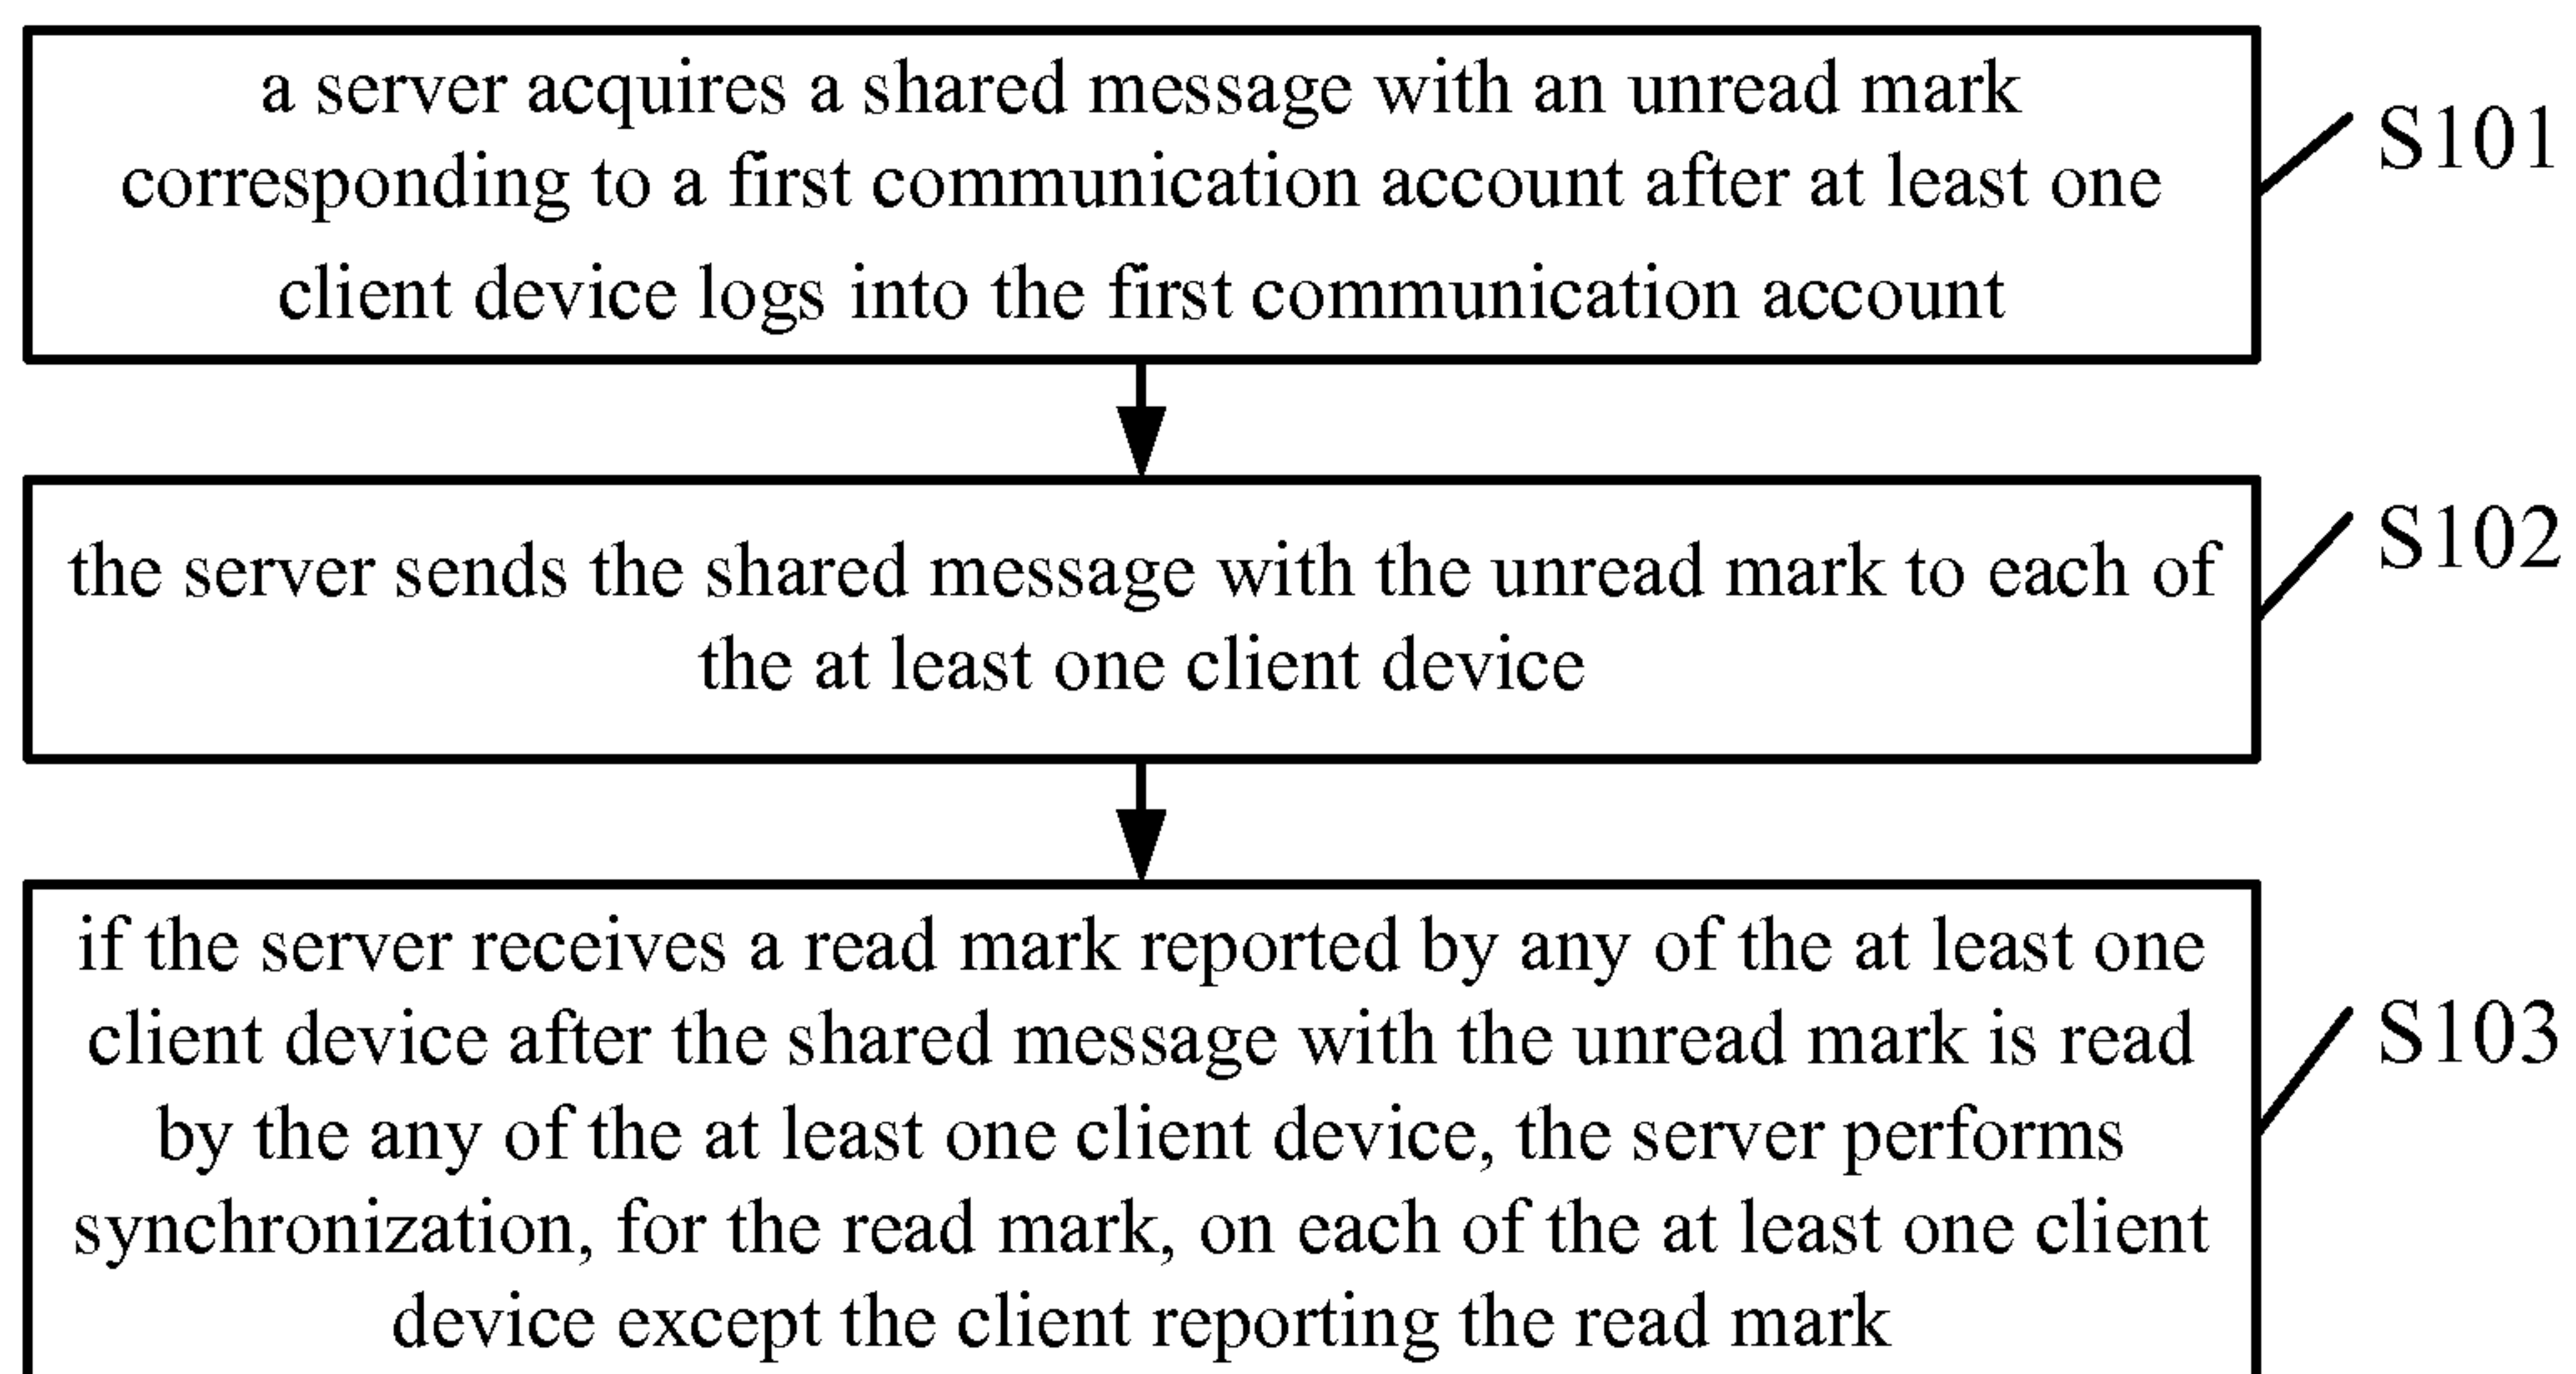 a server acquires a shared message with an unread mark
corresponding to a first communication account after at least one
client device logs into the first communication account
S101
the server sends the shared message with the unread mark to each of
the at least one client device
S102
if the server receives a read mark reported by any of the at least one
client device after the shared message with the unread mark is read
by the any of the at least one client device, the server performs
synchronization, for the read mark, on each of the at least one client
device except the client reporting the read mark
S103